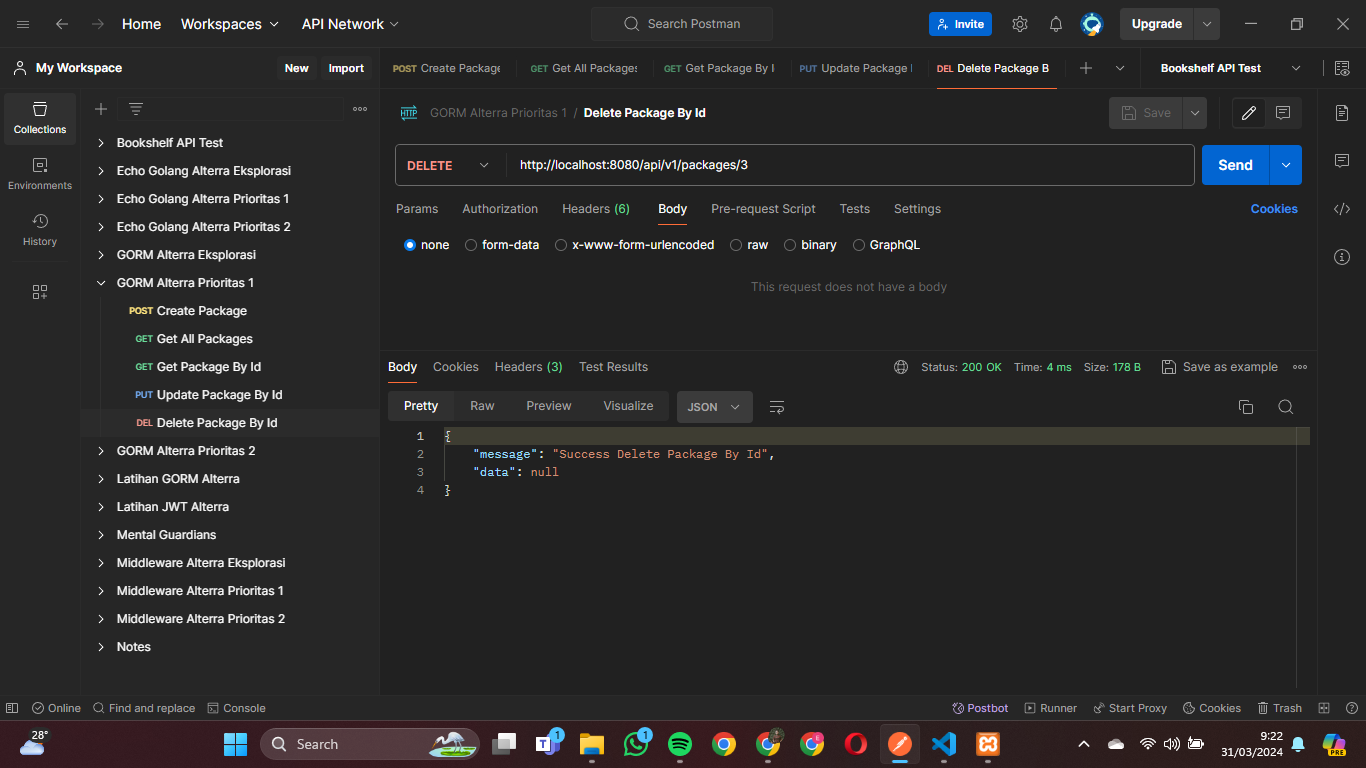 Home Workspaces API Network Search Postman Invite Upgrade
My Workspace New Import POST Create Package GET Get All Packages GET Get Package By I PUT Update Package DEL Delete Package B Bookshelf API Test
Collections
Environments
History
Bookshelf API Test
Echo Golang Alterra Eksplorasi
Echo Golang Alterra Prioritas 1
Echo Golang Alterra Prioritas 2
GORM Alterra Eksplorasi
GORM Alterra Prioritas 1
POST Create Package
GET Get All Packages
GET Get Package By Id
PUT Update Package By Id
DEL Delete Package By Id
GORM Alterra Prioritas 2
Latihan GORM Alterra
Latihan JWT Alterra
Mental Guardians
Middleware Alterra Eksplorasi
Middleware Alterra Prioritas 1
Middleware Alterra Prioritas 2
Notes
HTTP GORM Alterra Prioritas 1 / Delete Package By Id Save
DELETE http://localhost:8080/api/v1/packages/3 Send
Params Authorization Headers (6) Body Pre-request Script Tests Settings Cookies
none form-data x-www-form-urlencoded raw binary GraphQL
This request does not have a body
Body Cookies Headers (3) Test Results Status: 200 OK Time: 4 ms Size: 178 B Save as example
Pretty Raw Preview Visualize JSON
1 {
2 "message": "Success Delete Package By Id",
3 "data": null
4 }
Online Find and replace Console Postbot Runner Start Proxy Cookies Trash
28° Search 1 1 9:22
31/03/2024 PRE